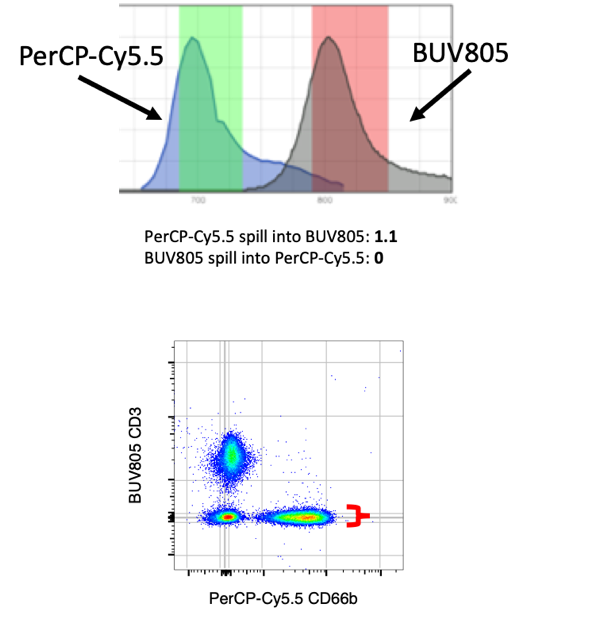 PerCP-Cy5.5
BUV805
700
800
900
PerCP-Cy5.5 spill into BUV805: 1.1
BUV805 spill into PerCP-Cy5.5: 0
BUV805 CD3
PerCP-Cy5.5 CD66b